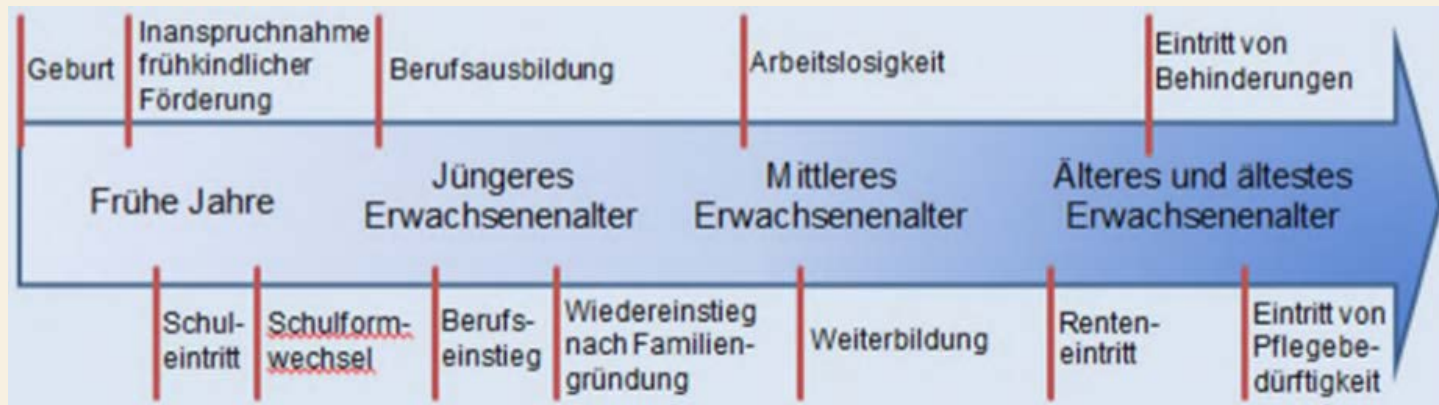 Geburt
Inanspruchnahme
frühkindlicher
Förderung
Berufsausbildung
Arbeitslosigkeit
Eintritt von
Behinderungen
Frühe Jahre
Jüngeres
Erwachsenenalter
Mittleres
Erwachsenenalter
Älteres und ältestes
Erwachsenenalter
Schul-
eintritt
Schulform-
wechsel
Berufs-
einstieg
Wiedereinstieg
nach Familien-
gründung
Weiterbildung
Renten-
eintritt
Eintritt von
Pflegebe-
dürftigkeit